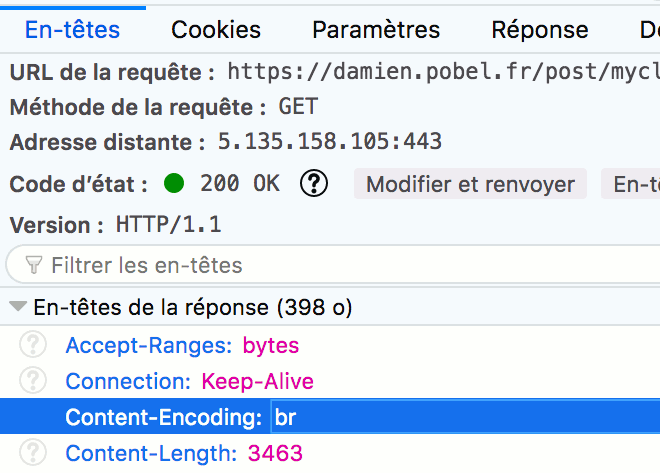 En-têtes Cookies Paramètres Réponse
URL de la requête : https://damien.pobel.fr/post/mycl
Méthode de la requête : GET
Adresse distante : 5.135.158.105:443
Code d’état : 200 OK ? Modifier et renvoyer
Version : HTTP/1.1
Filtrer les en-têtes
En-têtes de la réponse (398 o)
? Accept-Ranges: bytes
? Connection: Keep-Alive
Content-Encoding: br
? Content-Length: 3463